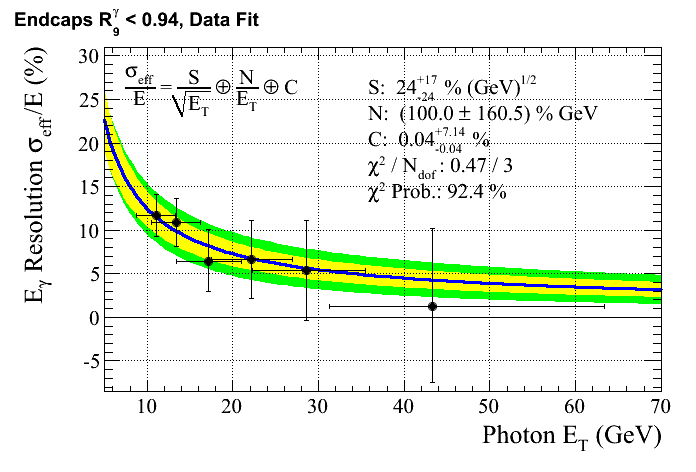 Endcaps R₉ᵞ < 0.94, Data Fit
Eᵧ Resolution σ_eff/E (%)
30
25
20
15
10
5
0
-5
σ_eff/E = S/√E_T ⊕ N/E_T ⊕ C
S: 24 +17 -24 % (GeV)^1/2
N: (100.0 ± 160.5) % GeV
C: 0.04 +7.14 -0.04 %
χ² / N_dof : 0.47 / 3
χ² Prob.: 92.4 %
10 20 30 40 50 60 70
Photon E_T (GeV)